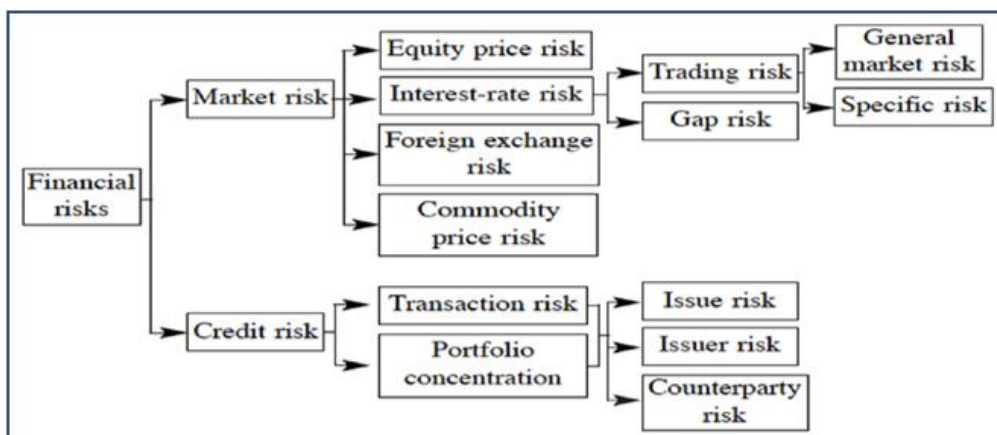 Financial
risks
Market risk
Equity price risk
Interest-rate risk
Trading risk
General
market risk
Specific risk
Gap risk
Foreign exchange
risk
Commodity
price risk
Credit risk
Transaction risk
Portfolio
concentration
Issue risk
Issuer risk
Counterparty
risk